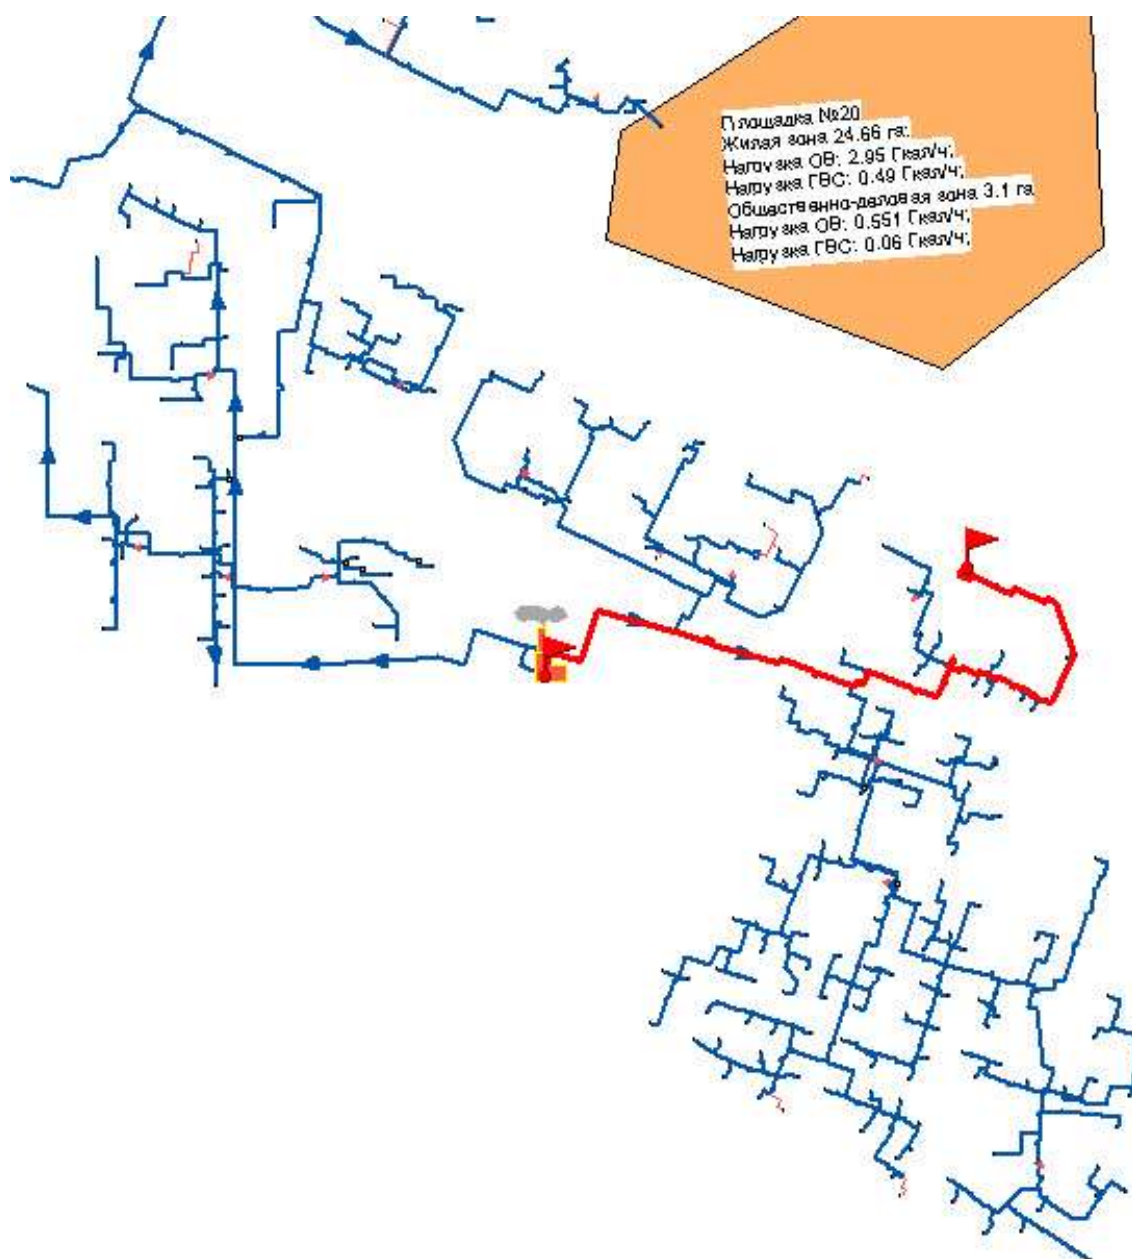 Площадка №20
Жилая зона 24.66 га;
Нагрузка ОВ: 2.95 Гкал/ч;
Нагрузка ГВС: 0.49 Гкал/ч;
Общественно-деловая зона 3.1 га
Нагрузка ОВ: 0.551 Гкал/ч;
Нагрузка ГВС: 0.06 Гкал/ч;